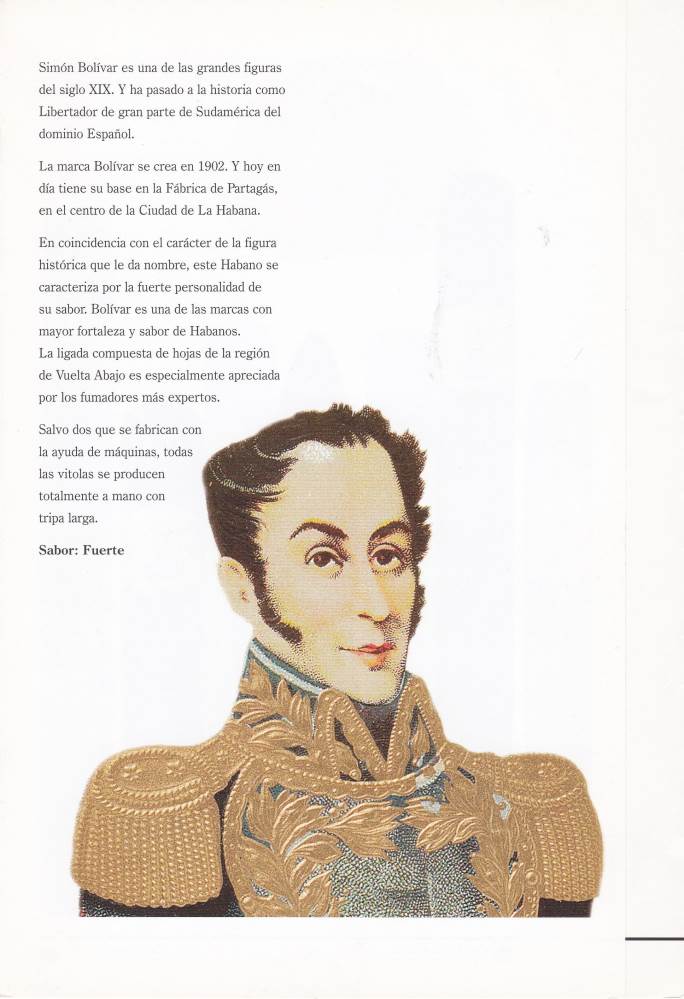 Simón Bolívar es una de las grandes figuras
del siglo XIX. Y ha pasado a la historia como
Libertador de gran parte de Sudamérica del
dominio Español.
La marca Bolívar se crea en 1902. Y hoy en
día tiene su base en la Fábrica de Partagás,
en el centro de la Ciudad de La Habana.
En coincidencia con el carácter de la figura
histórica que le da nombre, este Habano se
caracteriza por la fuerte personalidad de
su sabor. Bolívar es una de las marcas con
mayor fortaleza y sabor de Habanos.
La ligada compuesta de hojas de la región
de Vuelta Abajo es especialmente apreciada
por los fumadores más expertos.
Salvo dos que se fabrican con
la ayuda de máquinas, todas
las vitolas se producen
totalmente a mano con
tripa larga.
Sabor: Fuerte